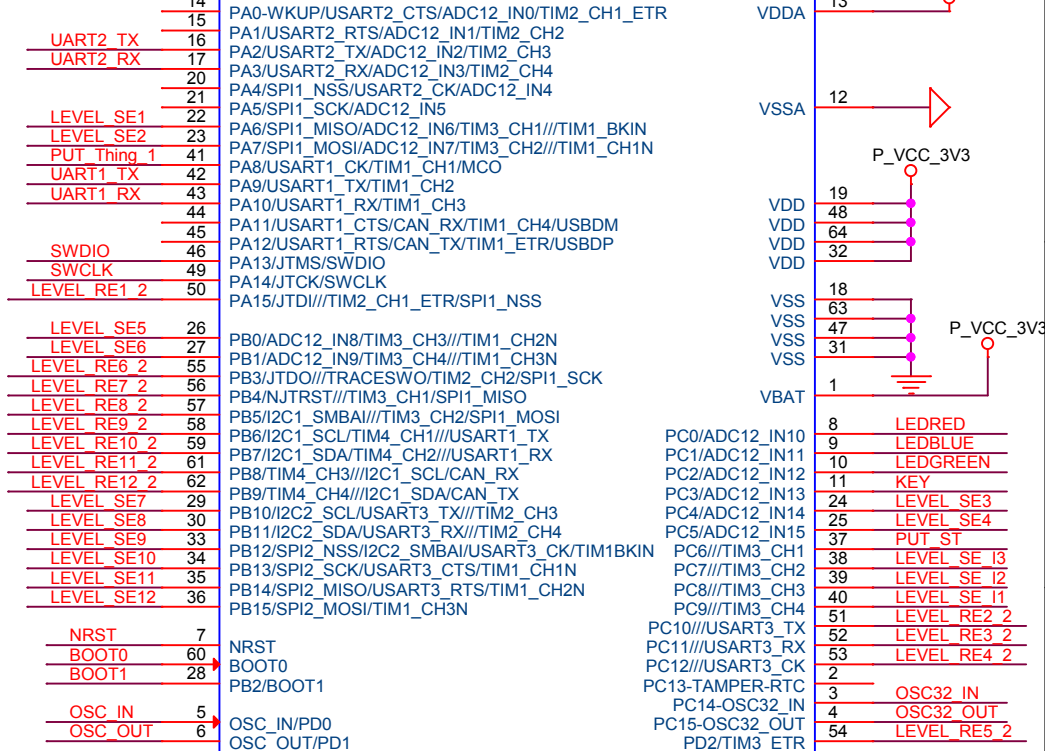 14 PA0-WKUP/USART2_CTS/ADC12_IN0/TIM2_CH1_ETR
15 PA1/USART2_RTS/ADC12_IN1/TIM2_CH2
UART2_TX 16 PA2/USART2_TX/ADC12_IN2/TIM2_CH3
UART2_RX 17 PA3/USART2_RX/ADC12_IN3/TIM2_CH4
20 PA4/SPI1_NSS/USART2_CK/ADC12_IN4
21 PA5/SPI1_SCK/ADC12_IN5
LEVEL_SE1 22 PA6/SPI1_MISO/ADC12_IN6/TIM3_CH1///TIM1_BKIN
LEVEL_SE2 23 PA7/SPI1_MOSI/ADC12_IN7/TIM3_CH2///TIM1_CH1N
PUT_Thing_1 41 PA8/USART1_CK/TIM1_CH1/MCO
UART1_TX 42 PA9/USART1_TX/TIM1_CH2
UART1_RX 43 PA10/USART1_RX/TIM1_CH3
44 PA11/USART1_CTS/CAN_RX/TIM1_CH4/USBDM
45 PA12/USART1_RTS/CAN_TX/TIM1_ETR/USBDP
SWDIO 46 PA13/JTMS/SWDIO
SWCLK 49 PA14/JTCK/SWCLK
LEVEL_RE1_2 50 PA15/JTDI///TIM2_CH1_ETR/SPI1_NSS
LEVEL_SE5 26 PB0/ADC12_IN8/TIM3_CH3///TIM1_CH2N
LEVEL_SE6 27 PB1/ADC12_IN9/TIM3_CH4///TIM1_CH3N
LEVEL_RE6_2 55 PB3/JTDO///TRACESWO/TIM2_CH2/SPI1_SCK
LEVEL_RE7_2 56 PB4/NJTRST///TIM3_CH1/SPI1_MISO
LEVEL_RE8_2 57 PB5/I2C1_SMBAI///TIM3_CH2/SPI1_MOSI
LEVEL_RE9_2 58 PB6/I2C1_SCL/TIM4_CH1///USART1_TX
LEVEL_RE10_2 59 PB7/I2C1_SDA/TIM4_CH2///USART1_RX
LEVEL_RE11_2 61 PB8/TIM4_CH3///I2C1_SCL/CAN_RX
LEVEL_RE12_2 62 PB9/TIM4_CH4///I2C1_SDA/CAN_TX
LEVEL_SE7 29 PB10/I2C2_SCL/USART3_TX///TIM2_CH3
LEVEL_SE8 30 PB11/I2C2_SDA/USART3_RX///TIM2_CH4
LEVEL_SE9 33 PB12/SPI2_NSS/I2C2_SMBAI/USART3_CK/TIM1BKIN
LEVEL_SE10 34 PB13/SPI2_SCK/USART3_CTS/TIM1_CH1N
LEVEL_SE11 35 PB14/SPI2_MISO/USART3_RTS/TIM1_CH2N
LEVEL_SE12 36 PB15/SPI2_MOSI/TIM1_CH3N
NRST 7 NRST
BOOT0 60 BOOT0
BOOT1 28 PB2/BOOT1
OSC_IN 5 OSC_IN/PD0
OSC_OUT 6 OSC_OUT/PD1
VDDA 13
VSSA 12
P_VCC_3V3
VDD 19
VDD 48
VDD 64
VDD 32
VSS 18
VSS 63
VSS 47
VSS 31
P_VCC_3V3
VBAT 1
PC0/ADC12_IN10 8 LEDRED
PC1/ADC12_IN11 9 LEDBLUE
PC2/ADC12_IN12 10 LEDGREEN
PC3/ADC12_IN13 11 KEY
PC4/ADC12_IN14 24 LEVEL_SE3
PC5/ADC12_IN15 25 LEVEL_SE4
PC6///TIM3_CH1 37 PUT_ST
PC7///TIM3_CH2 38 LEVEL_SE_I3
PC8///TIM3_CH3 39 LEVEL_SE_I2
PC9///TIM3_CH4 40 LEVEL_SE_I1
PC10///USART3_TX 51 LEVEL_RE2_2
PC11///USART3_RX 52 LEVEL_RE3_2
PC12///USART3_CK 53 LEVEL_RE4_2
PC13-TAMPER-RTC 2
PC14-OSC32_IN 3 OSC32_IN
PC15-OSC32_OUT 4 OSC32_OUT
PD2/TIM3_ETR 54 LEVEL_RE5_2